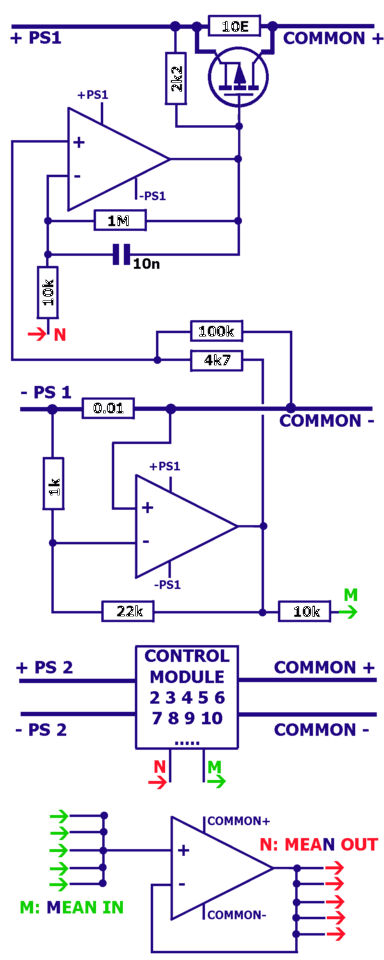 10E
+ PS1
COMMON +
2k2
+PS1
+
-
-PS1
1M
10n
10k
N
100k
4k7
- PS 1
0.01
COMMON -
1k
+PS1
+
-
-PS1
M
22k
10k
+ PS 2
CONTROL
MODULE
2 3 4 5 6
7 8 9 10
.....
COMMON +
- PS 2
COMMON -
N
M
COMMON+
N: MEAN OUT
+
-
COMMON-
M: MEAN IN